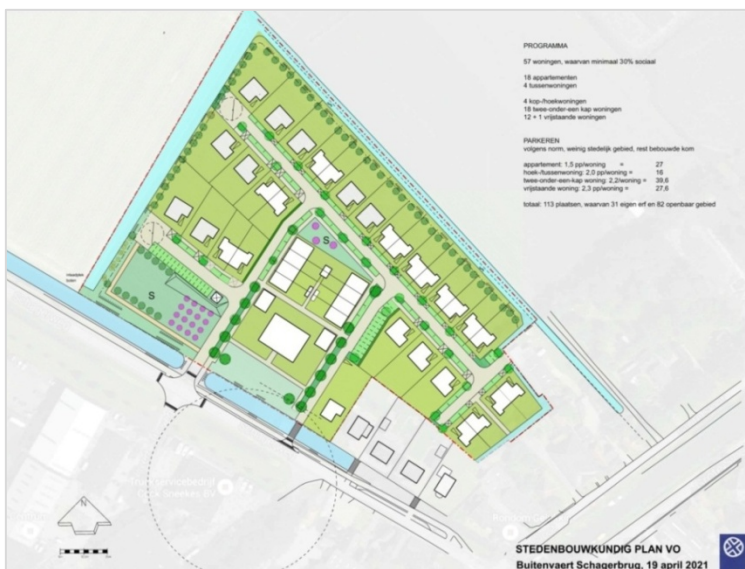 PROGRAMMA
57 woningen, waarvan minimaal 30% sociaal
18 appartementen
4 tussenwoningen
4 kop-/hoekwoningen
18 twee-onder-een kap woningen
12 + 1 vrijstaande woningen
PARKEREN
volgens norm, weinig stedelijk gebied, rest bebouwde kom
appartement: 1,5 pp/woning = 27
hoek-/tussenwoning: 2,0 pp/woning = 16
twee-onder-een-kap woning: 2,2/woning = 39,6
vrijstaande woning: 2,3 pp/woning = 27,6
totaal: 113 plaatsen, waarvan 31 eigen erf en 82 openbaar gebied
S
S
N
STEDENBOUWKUNDIG PLAN VO
Buitenvaert Schagerbrug, 19 april 2021